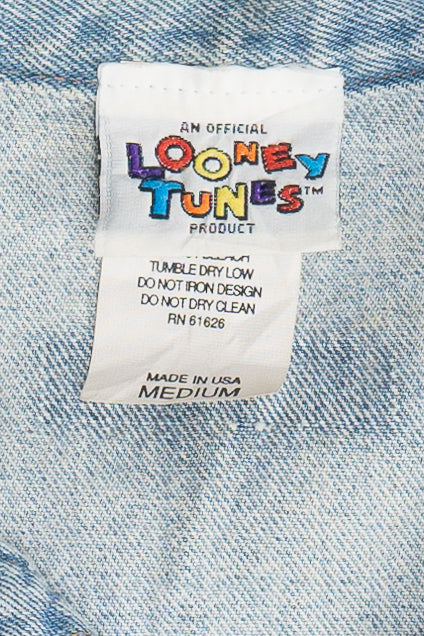 AN OFFICIAL
LOONEY
TUNES™
PRODUCT
TUMBLE DRY LOW
DO NOT IRON DESIGN
DO NOT DRY CLEAN
RN 61626
MADE IN USA
MEDIUM